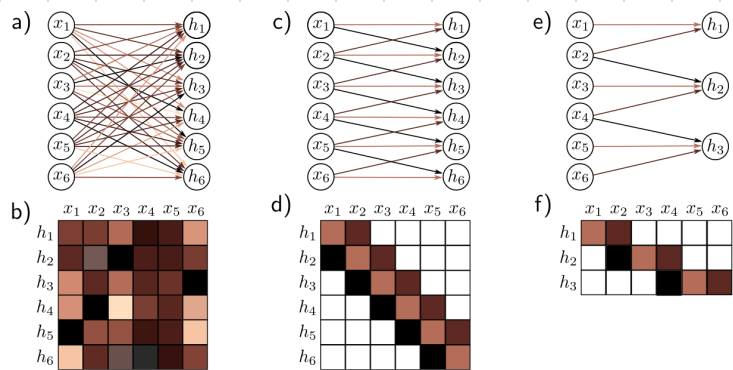 a)
x₁ h₁
x₂ h₂
x₃ h₃
x₄ h₄
x₅ h₅
x₆ h₆
c)
x₁ h₁
x₂ h₂
x₃ h₃
x₄ h₄
x₅ h₅
x₆ h₆
e)
x₁ h₁
x₂
x₃ h₂
x₄
x₅ h₃
x₆
b)
x₁ x₂ x₃ x₄ x₅ x₆
h₁
h₂
h₃
h₄
h₅
h₆
d)
x₁ x₂ x₃ x₄ x₅ x₆
h₁
h₂
h₃
h₄
h₅
h₆
f)
x₁ x₂ x₃ x₄ x₅ x₆
h₁
h₂
h₃